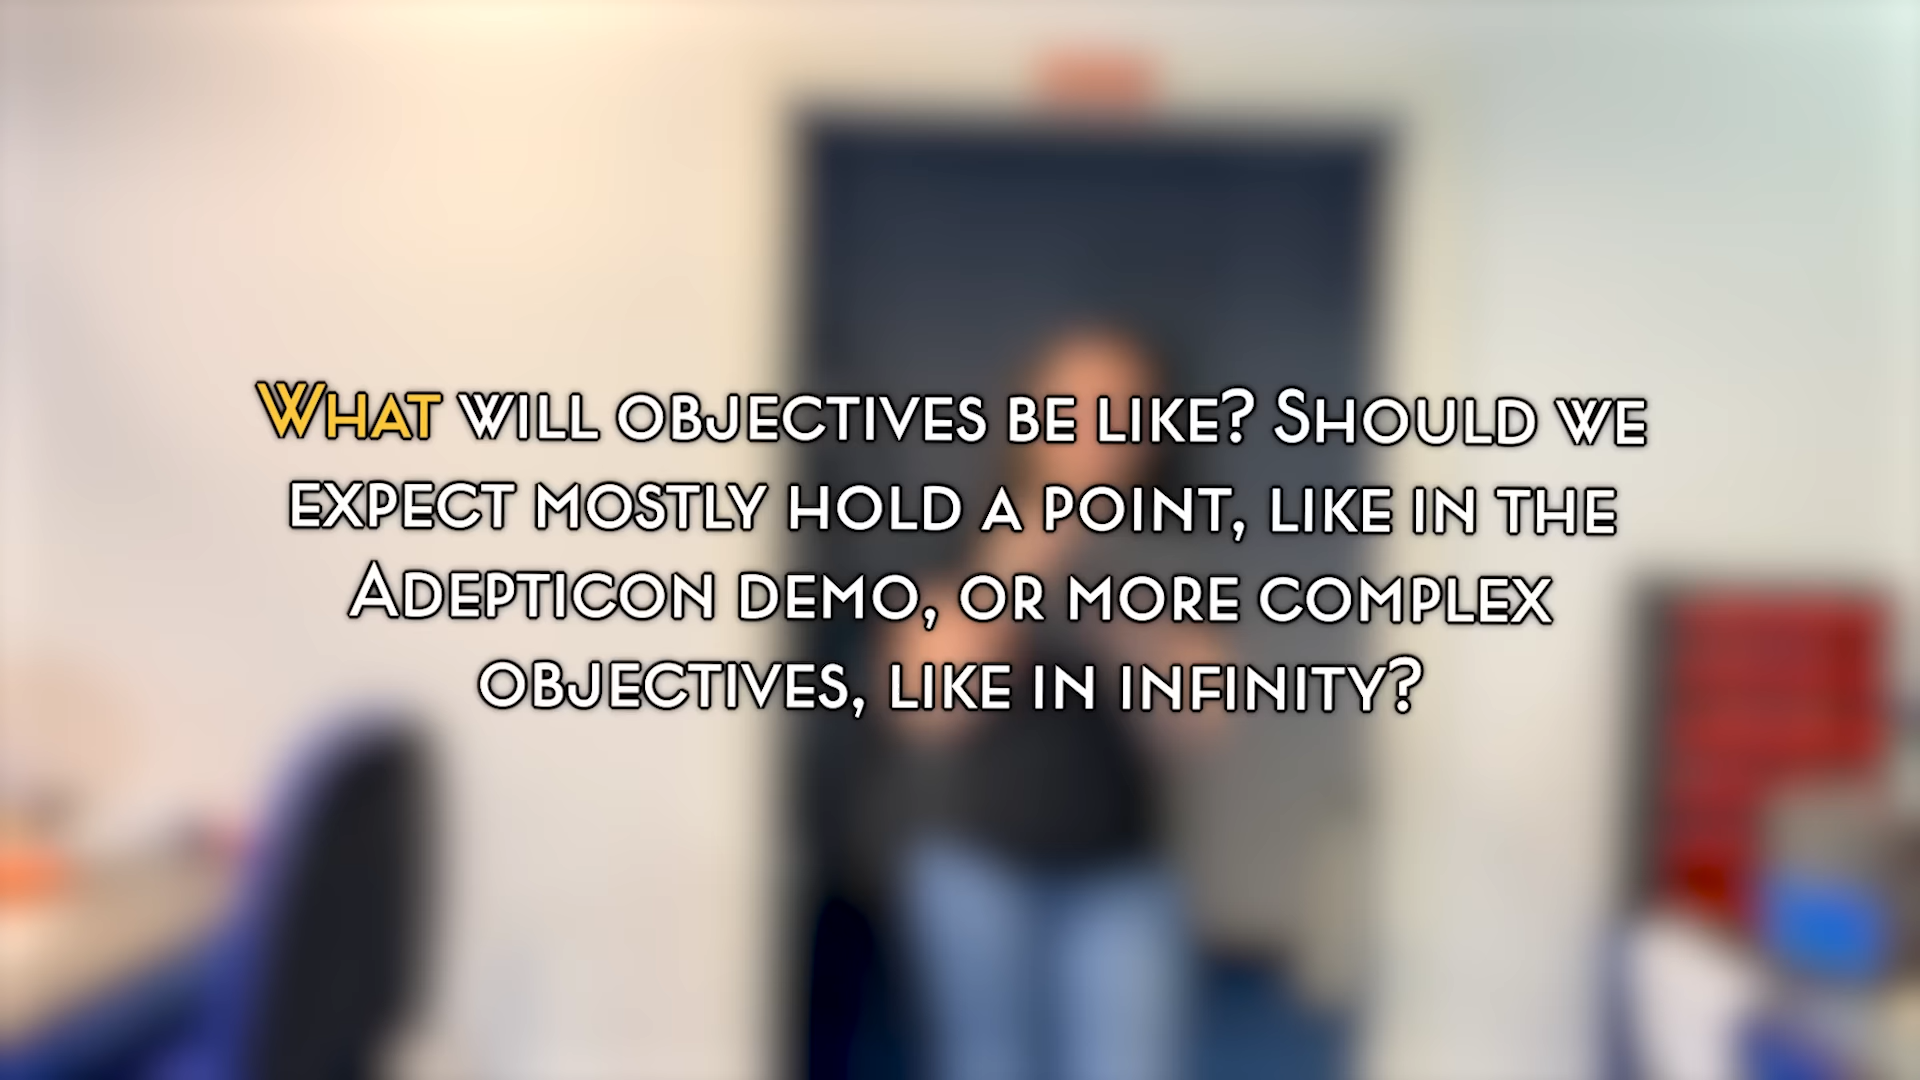 What will objectives be like? Should we
expect mostly hold a point, like in the
Adepticon demo, or more complex
objectives, like in infinity?